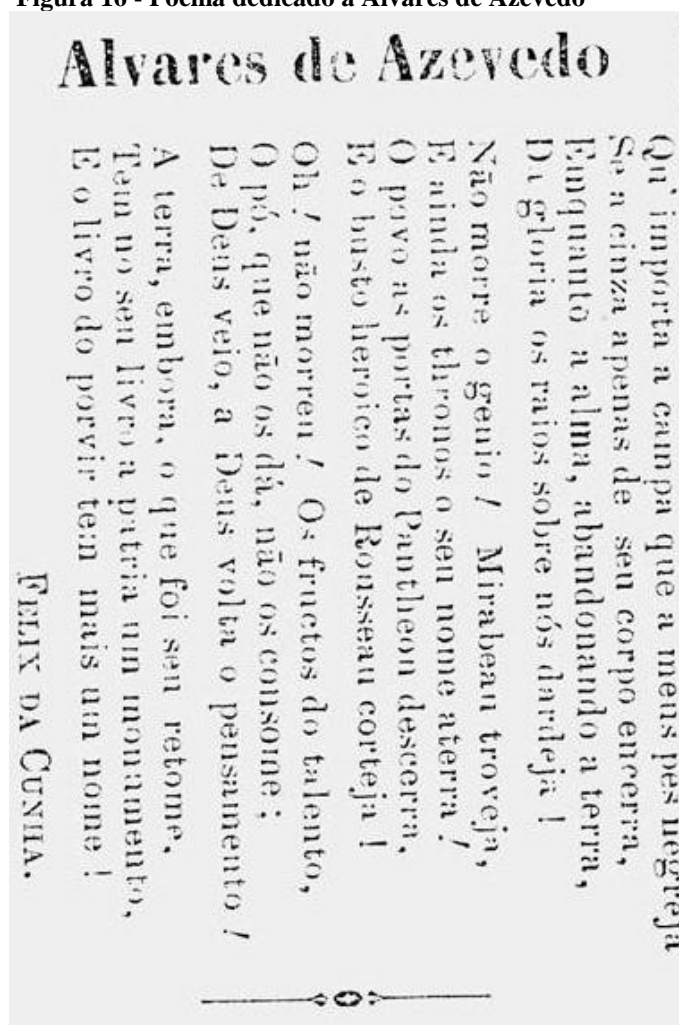 Figura 16 - Poema dedicado a Álvares de Azevedo
Alvares de Azevedo
Qu' importa a campa que a meus pes negreja
Se a cinza apenas de seu corpo encerra,
Emquanto a alma, abandonando a terra,
Da gloria os raios sobre nós dardeja !
Não morre o genio ! Mirabeau troveja,
E ainda os thronos o seu nome aterra !
O povo as portas do Pantheon descerra,
E o busto heroico de Rousseau corteja !
Oh ! não morreu ! Os fructos do talento,
O pó, que não os dá, não os consome ;
De Deus veio, a Deus volta o pensamento !
A terra, embora, o que foi seu retome,
Tem no seu livro a patria um monumento,
E o livro do porvir tem mais um nome !
FELIX DA CUNHA.